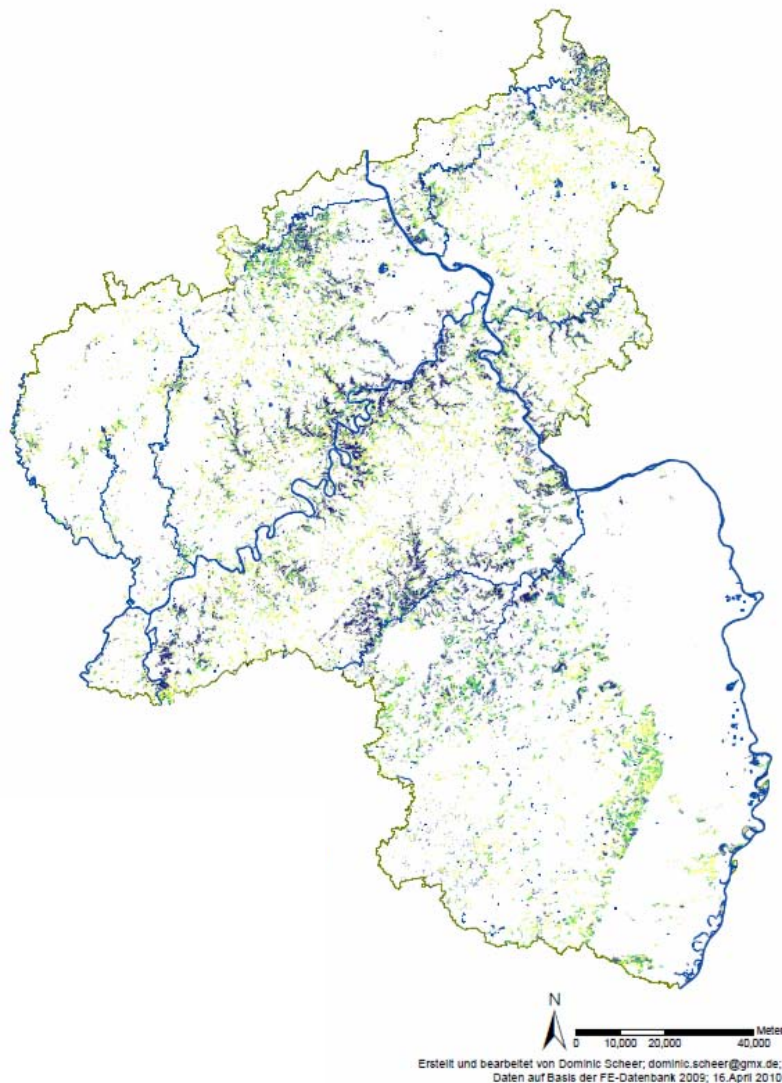 N
Meter
0 10,000 20,000 40,000
Erstellt und bearbeitet von Dominic Scheer; dominic.scheer@gmx.de;
Daten auf Basis der FE-Datenbank 2009; 16.April 2010